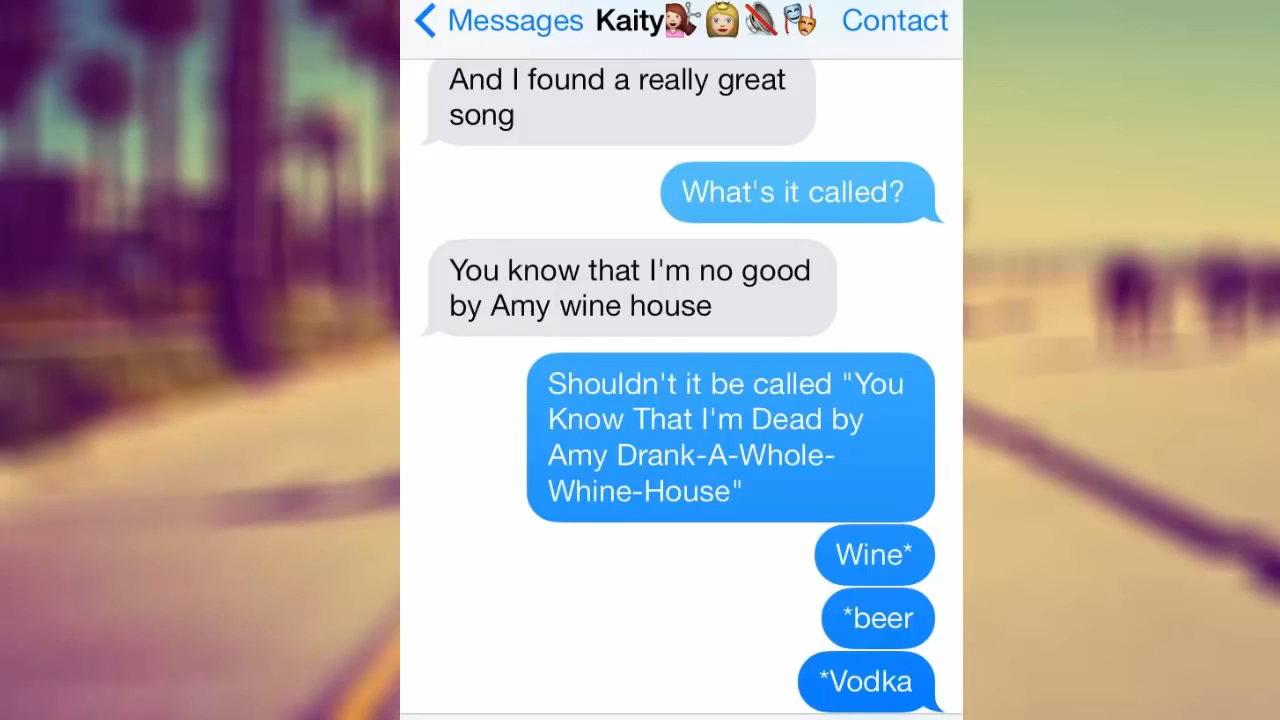 Messages Kaity💇👸🔇🎭 Contact
And I found a really great
song
What's it called?
You know that I'm no good
by Amy wine house
Shouldn't it be called "You
Know That I'm Dead by
Amy Drank-A-Whole-
Whine-House"
Wine*
*beer
*Vodka